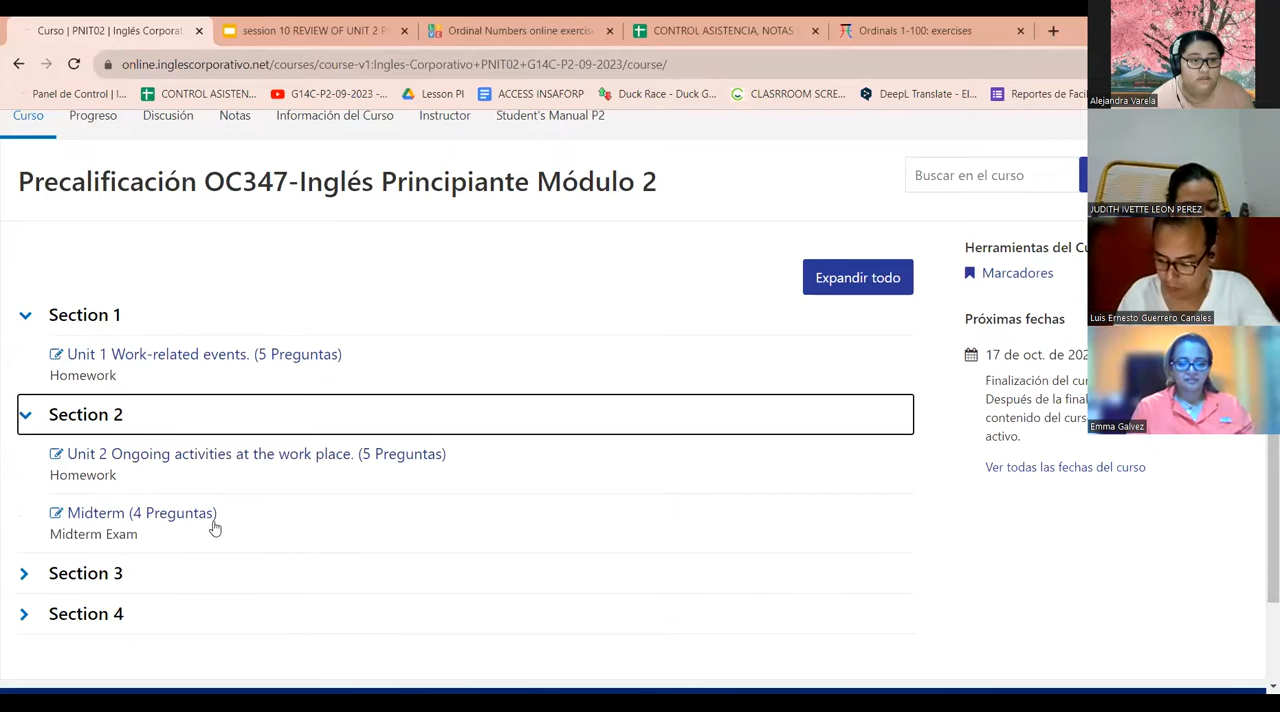 Curso | PNIT02 | Inglés Corporat
session 10 REVIEW OF UNIT 2 P
Ordinal Numbers online exercis
CONTROL ASISTENCIA, NOTAS
Ordinals 1-100: exercises
online.inglescorporativo.net/courses/course-v1:Ingles-Corporativo+PNIT02+G14C-P2-09-2023/course/
Panel de Control | I...
CONTROL ASISTEN...
G14C-P2-09-2023 -...
Lesson PI
ACCESS INSAFORP
Duck Race - Duck G...
CLASRROOM SCRE...
DeepL Translate - El...
Reportes de Facil
Curso
Progreso
Discusión
Notas
Información del Curso
Instructor
Student's Manual P2
Precalificación OC347-Inglés Principiante Módulo 2
Buscar en el curso
Expandir todo
Section 1
Unit 1 Work-related events. (5 Preguntas)
Homework
Section 2
Unit 2 Ongoing activities at the work place. (5 Preguntas)
Homework
Midterm (4 Preguntas)
Midterm Exam
Section 3
Section 4
Herramientas del Cu
Marcadores
Próximas fechas
17 de oct. de 202
Finalización del cur
Después de la final
contenido del curs
activo.
Ver todas las fechas del curso
Alejandra Varela
JUDITH IVETTE LEON PEREZ
Luis Ernesto Guerrero Canales
Emma Galvez